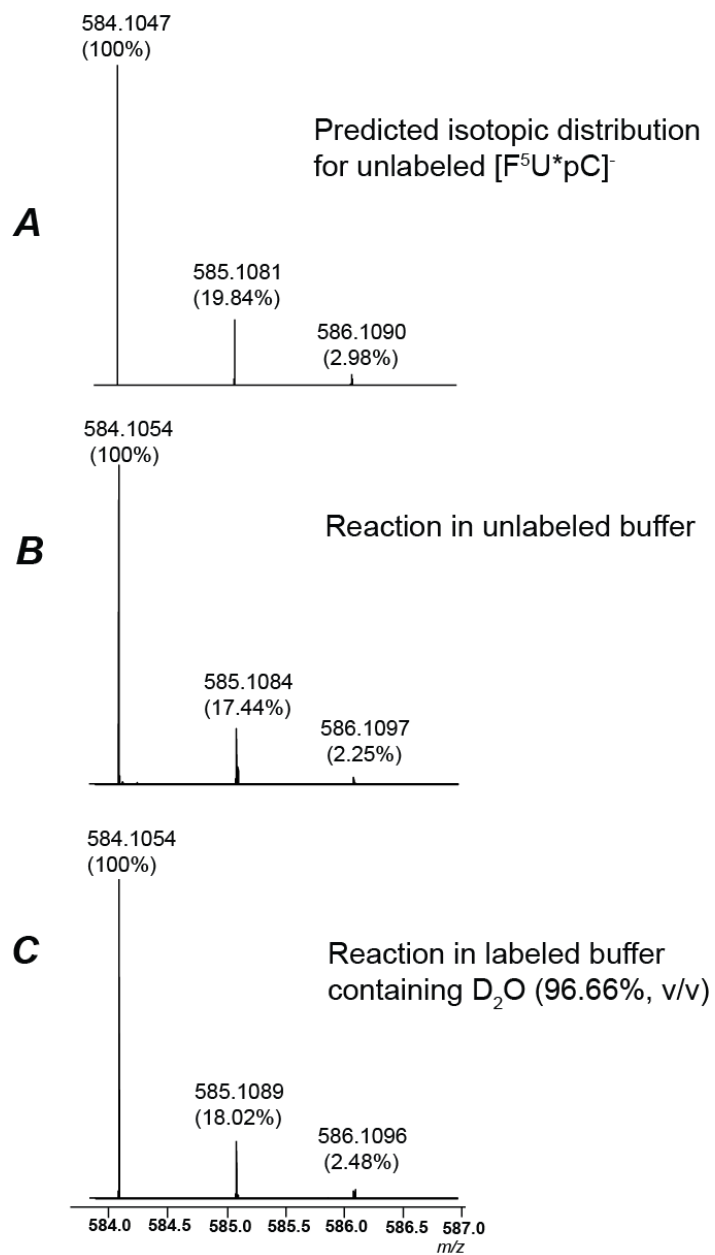 584.1047
(100%)
Predicted isotopic distribution
for unlabeled [F⁵U*pC]⁻
A
585.1081
(19.84%)
586.1090
(2.98%)
584.1054
(100%)
Reaction in unlabeled buffer
B
585.1084
(17.44%)
586.1097
(2.25%)
584.1054
(100%)
C
Reaction in labeled buffer
containing D₂O (96.66%, v/v)
585.1089
(18.02%)
586.1096
(2.48%)
584.0 584.5 585.0 585.5 586.0 586.5 587.0
m/z